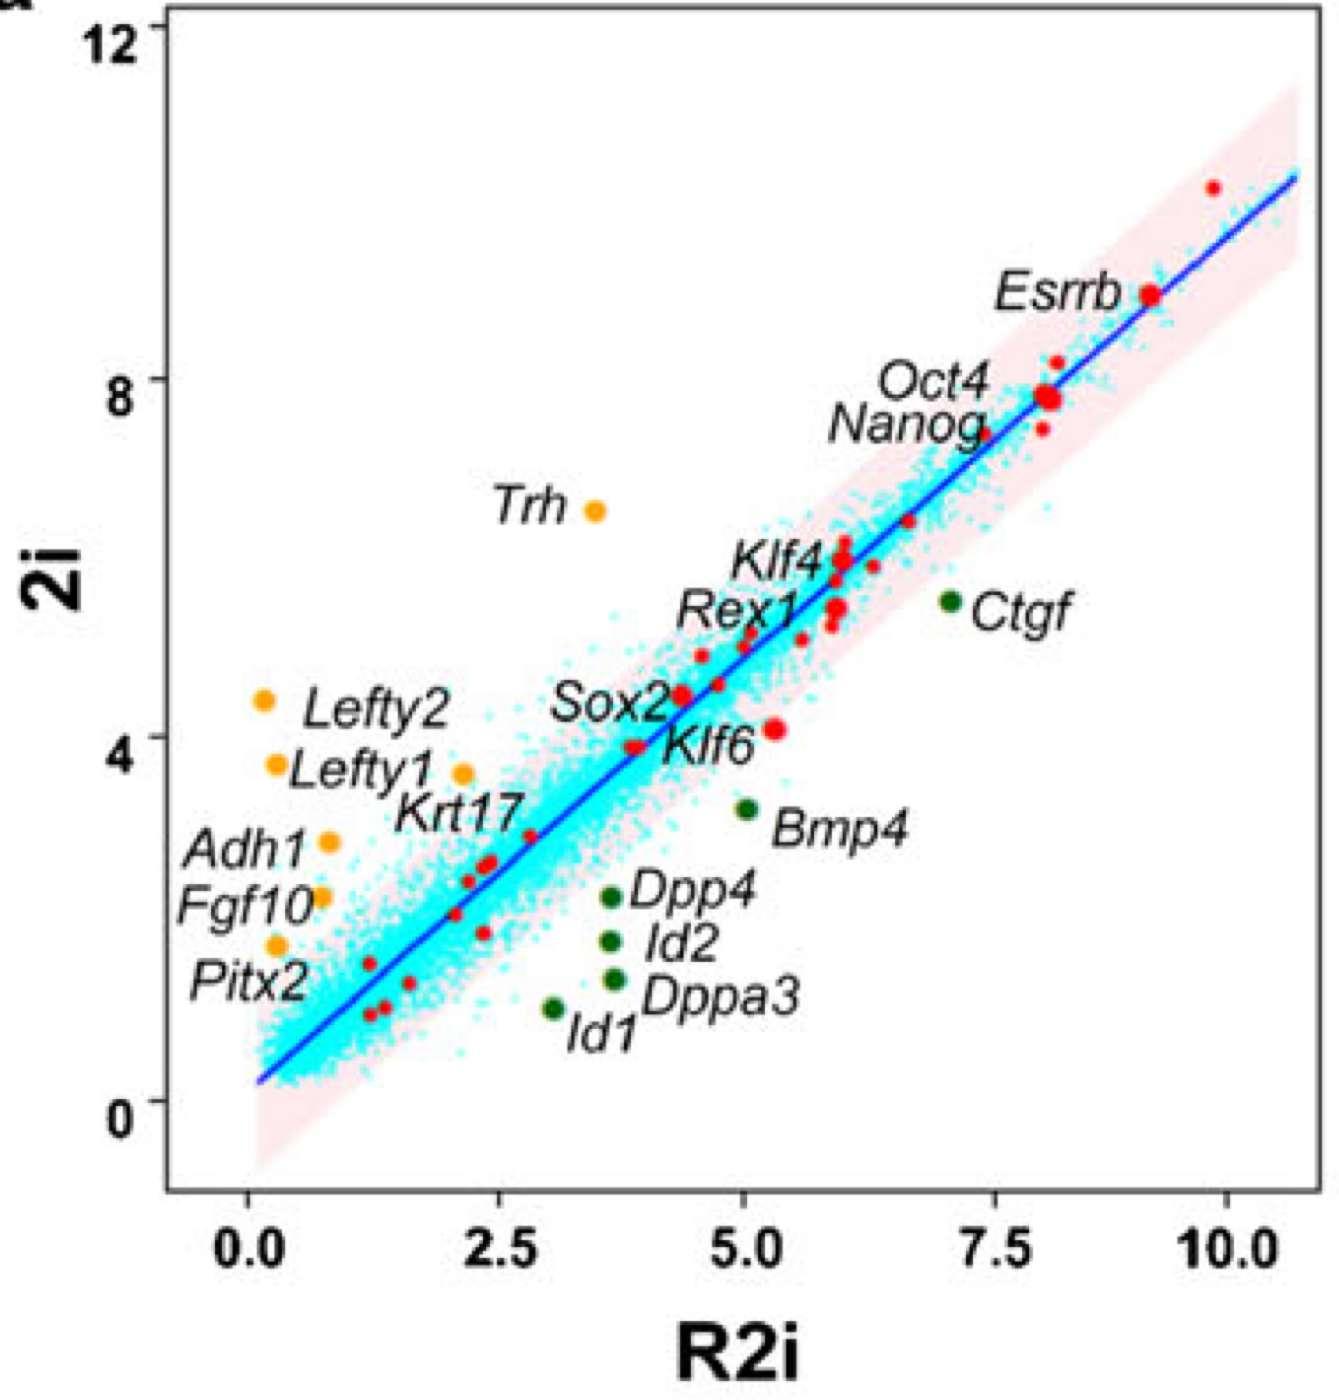 a
12
8
4
0
2i
Esrrb
Oct4
Nanog
Trh
Klf4
Rex1
Ctgf
Lefty2
Sox2
Lefty1
Klf6
Krt17
Bmp4
Adh1
Dpp4
Fgf10
Id2
Pitx2
Dppa3
Id1
0.0 2.5 5.0 7.5 10.0
R2i